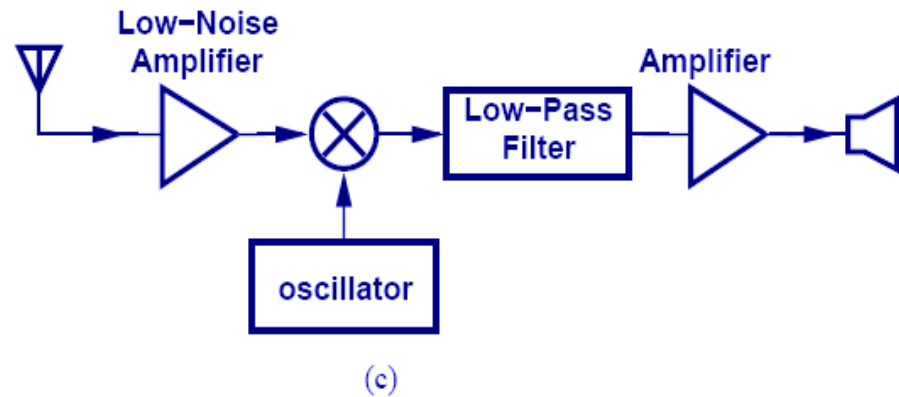 Low-Noise
Amplifier
Amplifier
Low-Pass
Filter
oscillator
(c)